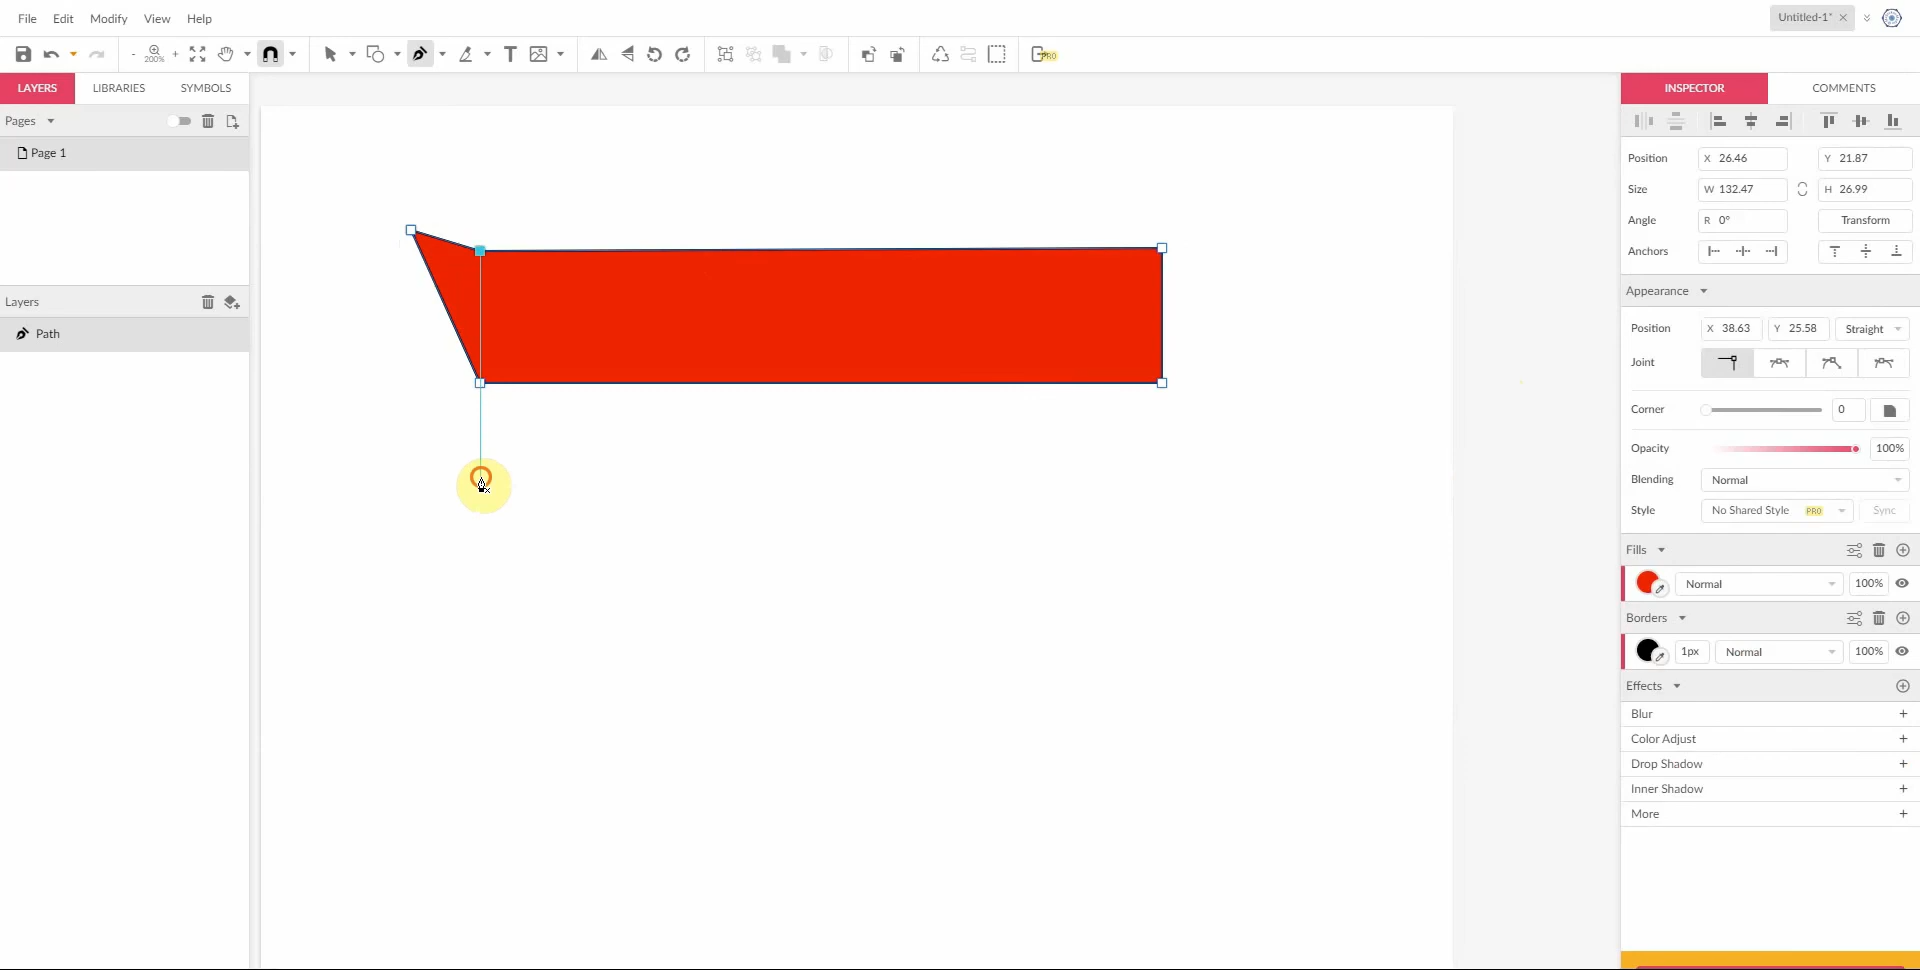 File Edit Modify View Help
Untitled-1*
- 200% + PRO
LAYERS LIBRARIES SYMBOLS
INSPECTOR COMMENTS
Pages
Page 1
Position X 26.46 Y 21.87
Size W 132.47 H 26.99
Angle R 0° Transform
Anchors
Appearance
Layers
Path
Position X 38.63 Y 25.58 Straight
Joint
Corner 0
Opacity 100%
Blending Normal
Style No Shared Style PRO Sync
Fills
Normal 100%
Borders
1px Normal 100%
Effects
Blur +
Color Adjust +
Drop Shadow +
Inner Shadow +
More +